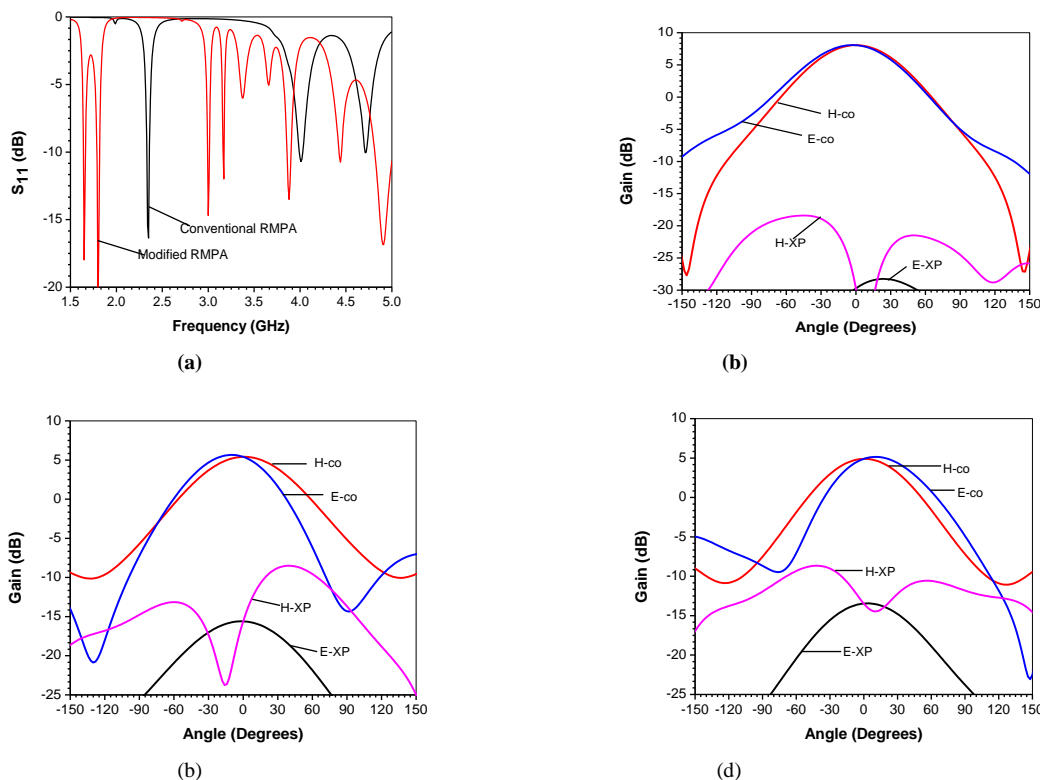 0
-5
-10
-15
-20
S11 (dB)
Conventional RMPA
Modified RMPA
1.5 2.0 2.5 3.0 3.5 4.0 4.5 5.0
Frequency (GHz)
(a)
10
5
0
-5
-10
-15
-20
-25
-30
Gain (dB)
H-co
E-co
H-XP
E-XP
-150 -120 -90 -60 -30 0 30 60 90 120 150
Angle (Degrees)
(b)
10
5
0
-5
-10
-15
-20
-25
Gain (dB)
H-co
E-co
H-XP
E-XP
-150 -120 -90 -60 -30 0 30 60 90 120 150
Angle (Degrees)
(b)
10
5
0
-5
-10
-15
-20
-25
Gain (dB)
H-co
E-co
H-XP
E-XP
-150 -120 -90 -60 -30 0 30 60 90 120 150
Angle (Degrees)
(d)